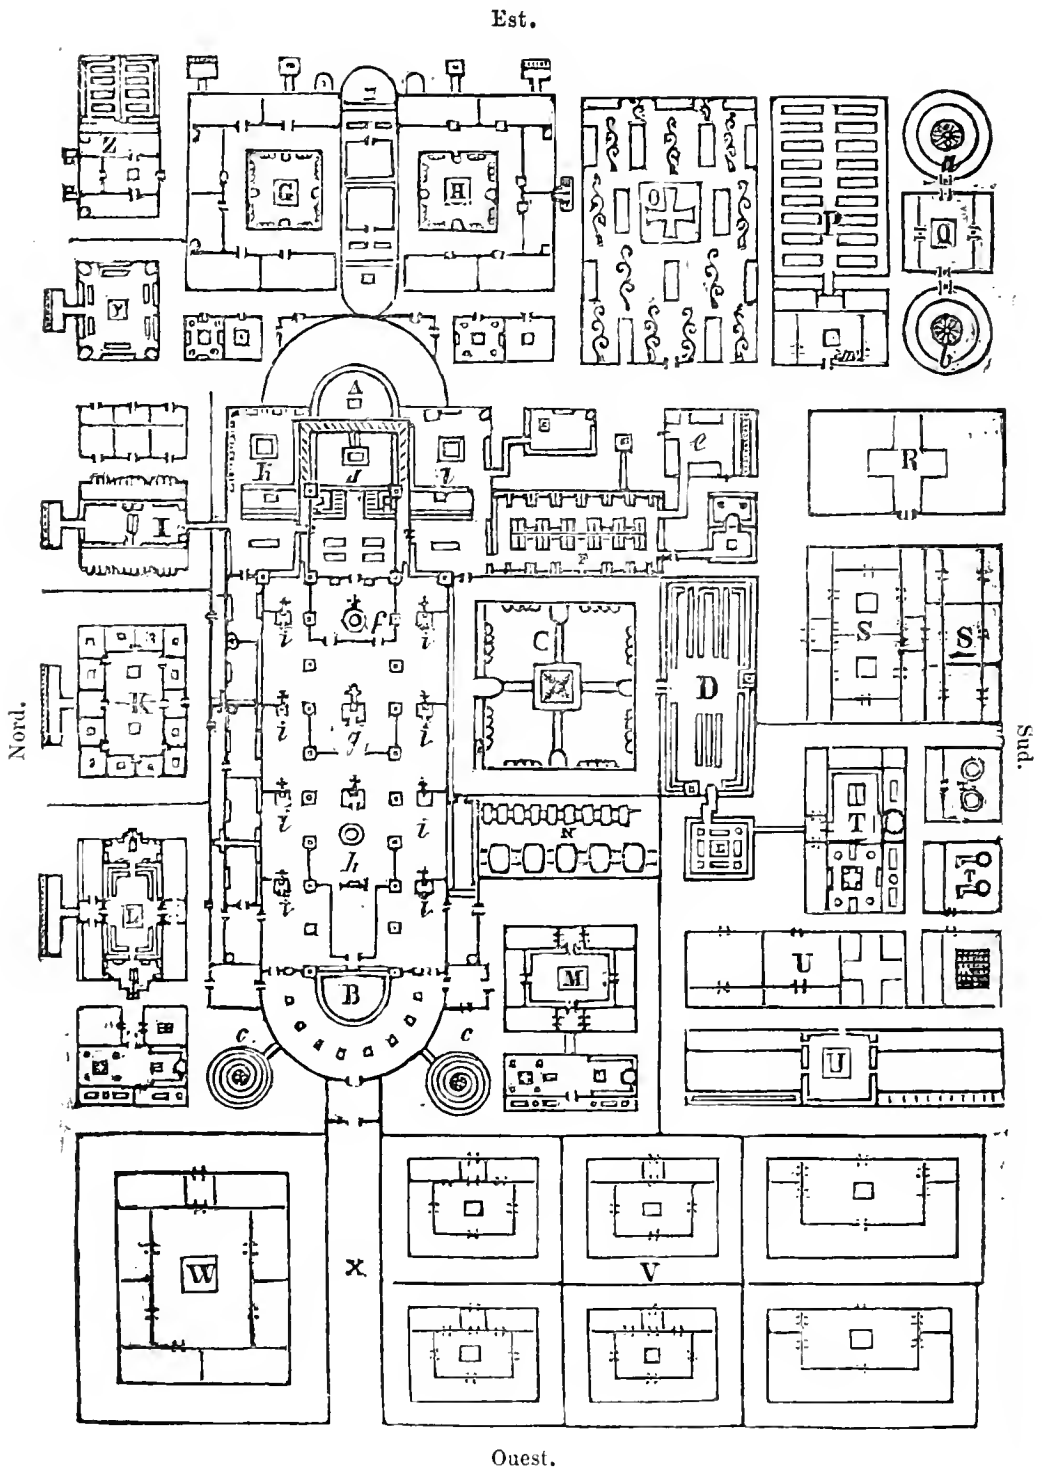 Est.
Z
G
H
O
P
Q
a
b
m
Y
A
R
h
d
l
e
I
F
f
i
i
C
D
S
S
Nord.
Sud.
K
i
g
i
i
i
h
N
E
T
T
L
i
i
U
B
M
c.
c
U
W
X
V
Ouest.